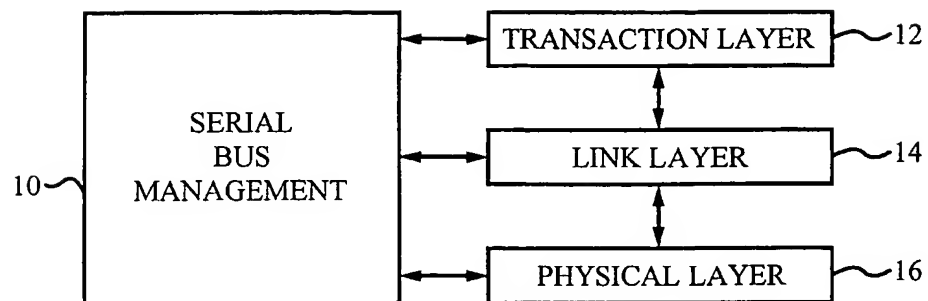 TRANSACTION LAYER
12
SERIAL
BUS
MANAGEMENT
10
LINK LAYER
14
PHYSICAL LAYER
16